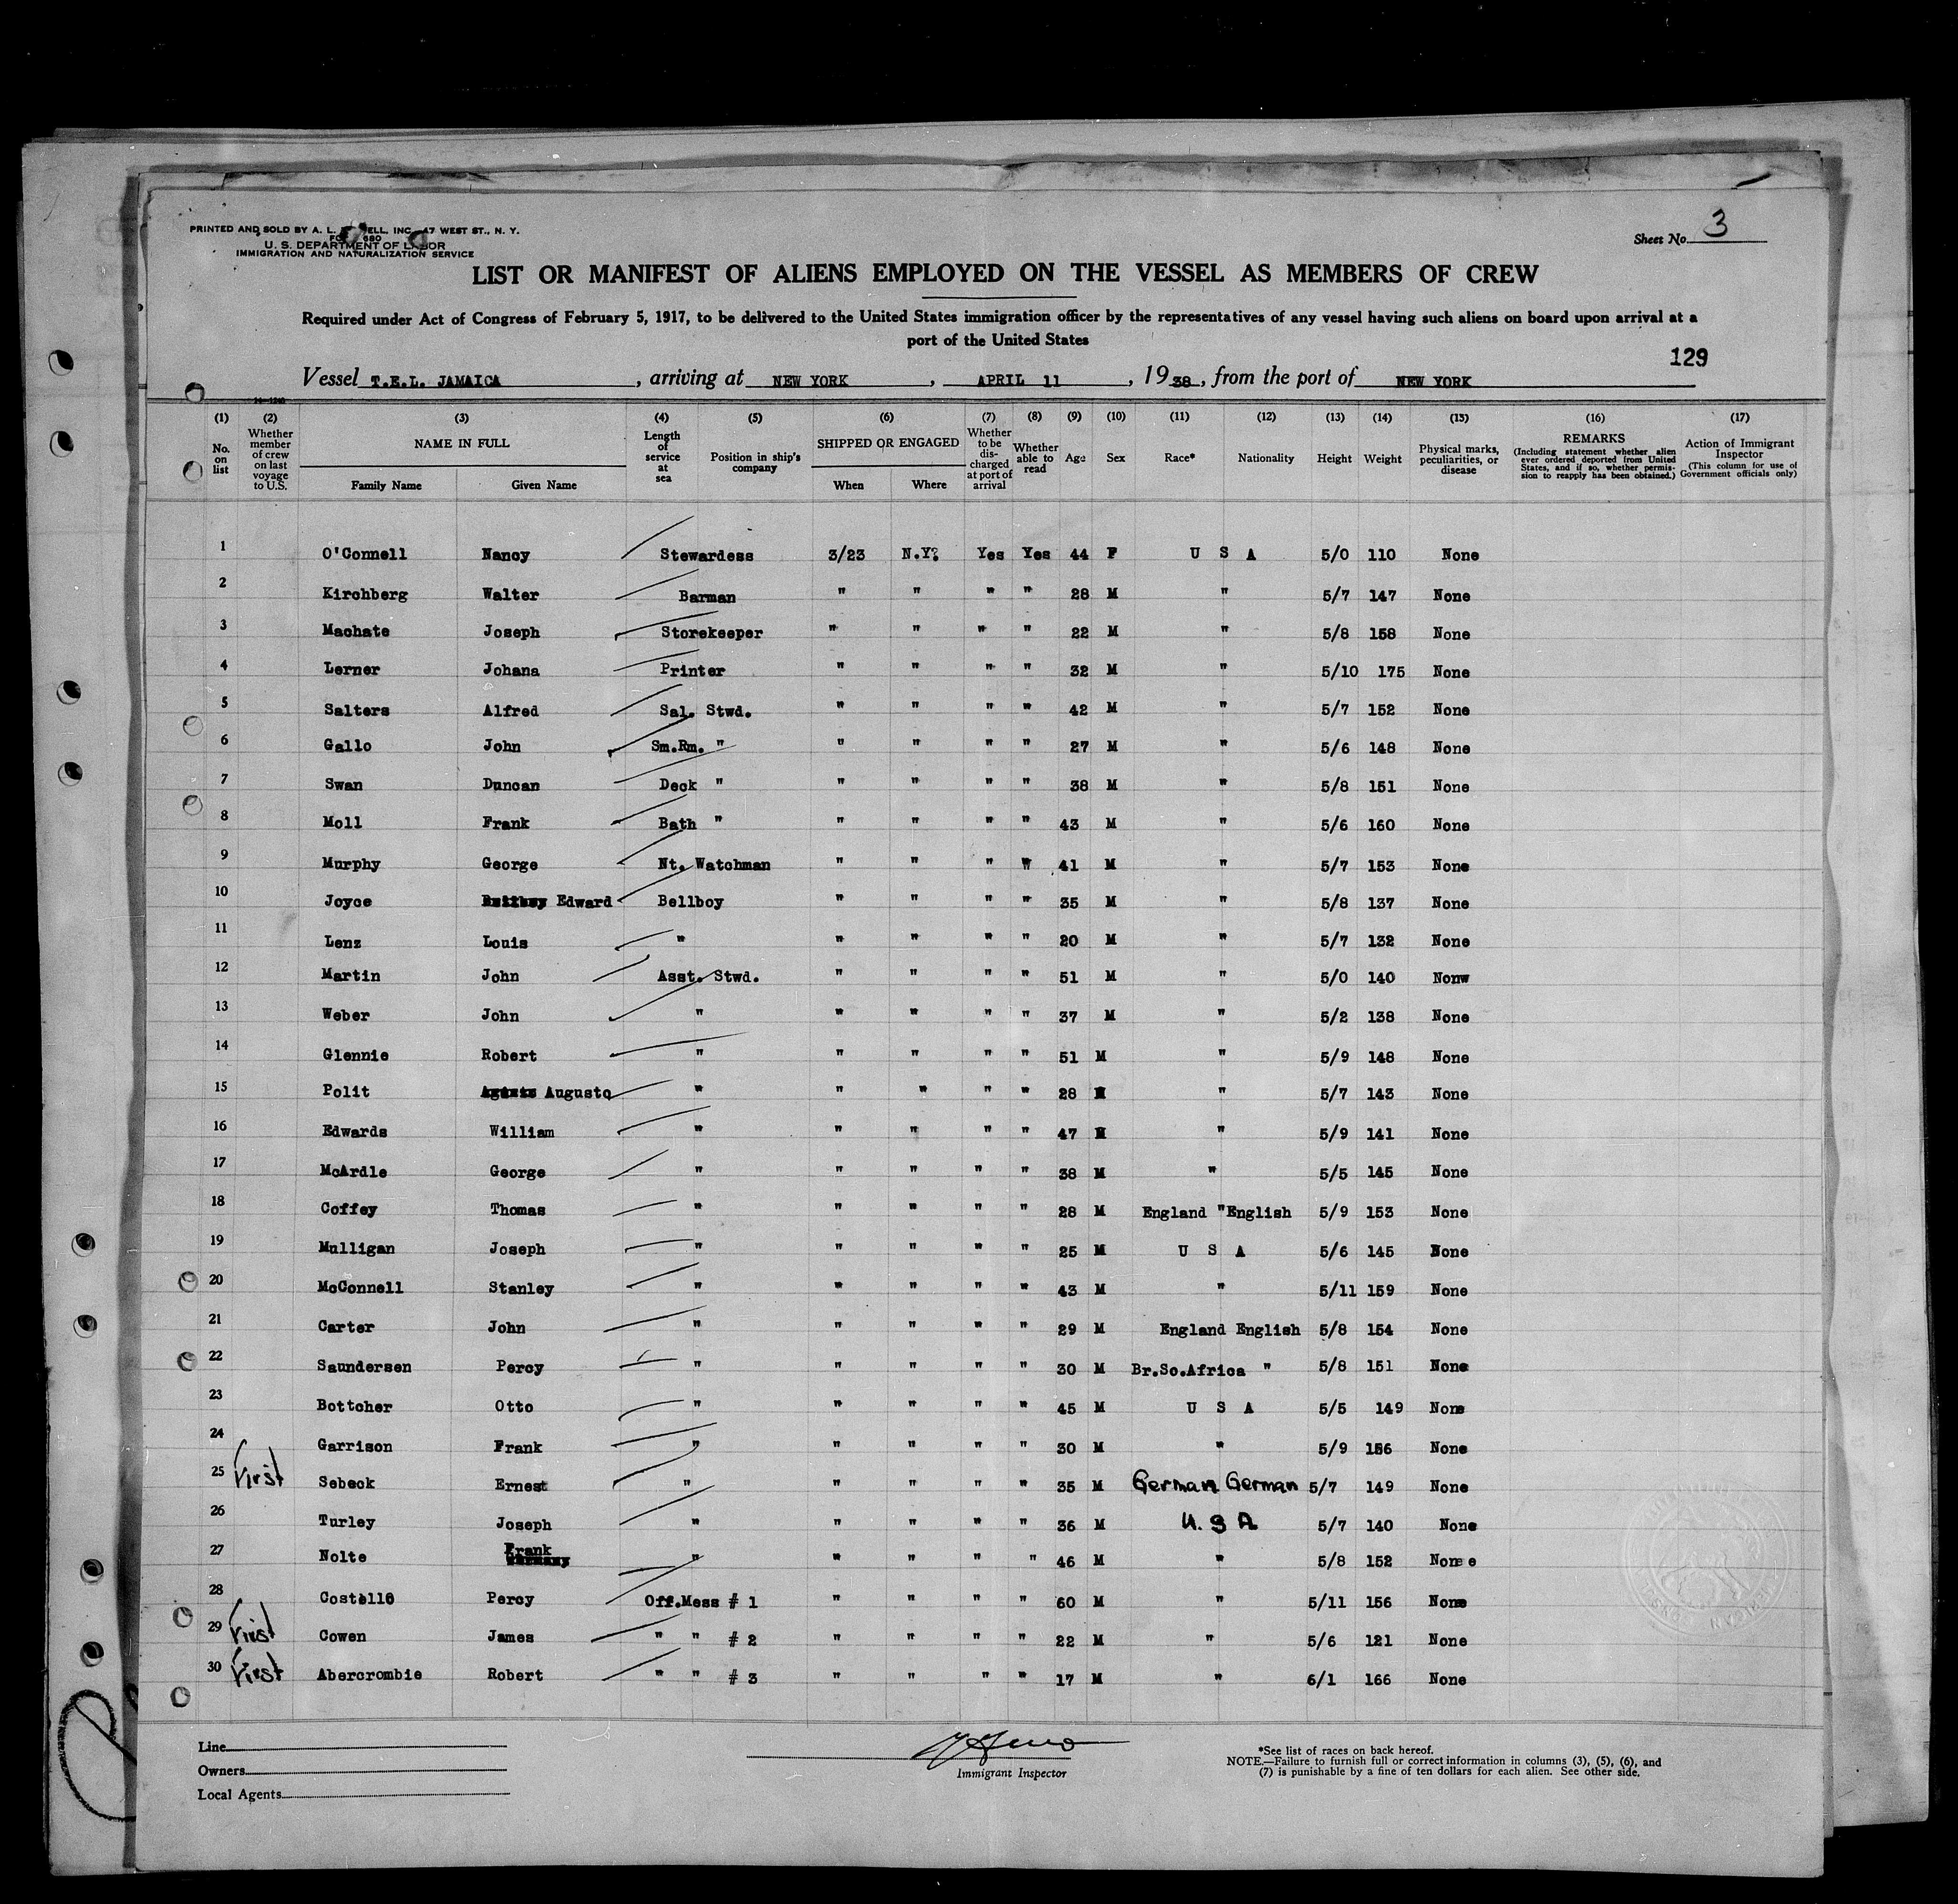 PRINTED AND SOLD BY A. L. ELL, INC. 47 WEST ST., N. Y.
680
U. S. DEPARTMENT OF LABOR
IMMIGRATION AND NATURALIZATION SERVICE
Sheet No. 3
LIST OR MANIFEST OF ALIENS EMPLOYED ON THE VESSEL AS MEMBERS OF CREW
Required under Act of Congress of February 5, 1917, to be delivered to the United States immigration officer by the representatives of any vessel having such aliens on board upon arrival at a
port of the United States
129
Vessel T.E.L. JAMAICA, arriving at NEW YORK, APRIL 11, 1938, from the port of NEW YORK
(1) (2) (3) (4) (5) (6) (7) (8) (9) (10) (11) (12) (13) (14) (15) (16) (17)
No. on list
Whether member of crew on last voyage to U.S.
NAME IN FULL
Family Name Given Name
Length of service at sea
Position in ship's company
SHIPPED OR ENGAGED
When Where
Whether to be discharged at port of arrival
Whether able to read
Age
Sex
Race*
Nationality
Height
Weight
Physical marks, peculiarities, or disease
REMARKS
(Including statement whether alien ever ordered deported from United States, and if so, whether permission to reapply has been obtained.)
Action of Immigrant Inspector
(This column for use of Government officials only)
1 O'Connell Nancy Stewardess 3/23 N.Y. Yes Yes 44 F U S A 5/0 110 None
2 Kirchberg Walter Barman " " " " 28 M " 5/7 147 None
3 Machate Joseph Storekeeper " " " " 22 M " 5/8 158 None
4 Lerner Johana Printer " " " " 32 M " 5/10 175 None
5 Salters Alfred Sal. Stwd. " " " " 42 M " 5/7 152 None
6 Gallo John Sm.Rm. " " " " " 27 M " 5/6 148 None
7 Swan Duncan Deck " " " " " 38 M " 5/8 151 None
8 Moll Frank Bath " " " " " 43 M " 5/6 160 None
9 Murphy George Nt. Watchman " " " " 41 M " 5/7 153 None
10 Joyce Edward Bellboy " " " " 35 M " 5/8 137 None
11 Lenz Louis " " " " " 20 M " 5/7 132 None
12 Martin John Asst. Stwd. " " " " 51 M " 5/0 140 Nonw
13 Weber John " " " " " 37 M " 5/2 138 None
14 Glennie Robert " " " " " 51 M " 5/9 148 None
15 Polit Augusto " " " " " 28 M " 5/7 143 None
16 Edwards William " " " " " 47 M " 5/9 141 None
17 McArdle George " " " " " 38 M " 5/5 145 None
18 Coffey Thomas " " " " " 28 M England "English 5/9 153 None
19 Mulligan Joseph " " " " " 25 M U S A 5/6 145 None
20 McConnell Stanley " " " " " 43 M " 5/11 159 None
21 Carter John " " " " " 29 M England English 5/8 154 None
22 Saundersen Percy " " " " " 30 M Br.So.Africa " 5/8 151 None
23 Bottcher Otto " " " " " 45 M U S A 5/5 149 None
24 Garrison Frank " " " " " 30 M " 5/9 156 None
25 First Sebeck Ernest " " " " " 35 M German German 5/7 149 None
26 Turley Joseph " " " " " 36 M U.S A 5/7 140 None
27 Nolte Frank " " " " " 46 M " 5/8 152 None
28 Costello Percy Off.Mess # 1 " " " " 60 M " 5/11 156 None
29 First Cowen James " " # 2 " " " " 22 M " 5/6 121 None
30 First Abercrombie Robert " " # 3 " " " " 17 M " 6/1 166 None
Line
Owners
Local Agents
Immigrant Inspector
*See list of races on back hereof.
NOTE.—Failure to furnish full or correct information in columns (3), (5), (6), and
(7) is punishable by a fine of ten dollars for each alien. See other side.